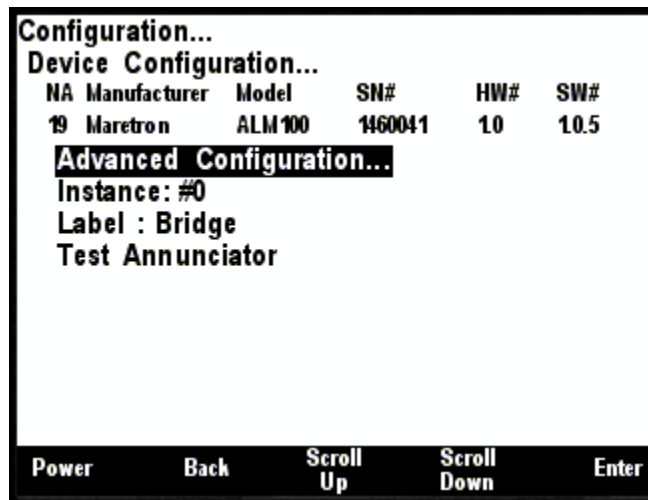 Configuration...
Device Configuration...
NA Manufacturer Model SN# HW# SW#
19 Maretron ALM100 1460041 1.0 1.0.5
Advanced Configuration...
Instance: #0
Label : Bridge
Test Annunciator
Power Back Scroll Up Scroll Down Enter